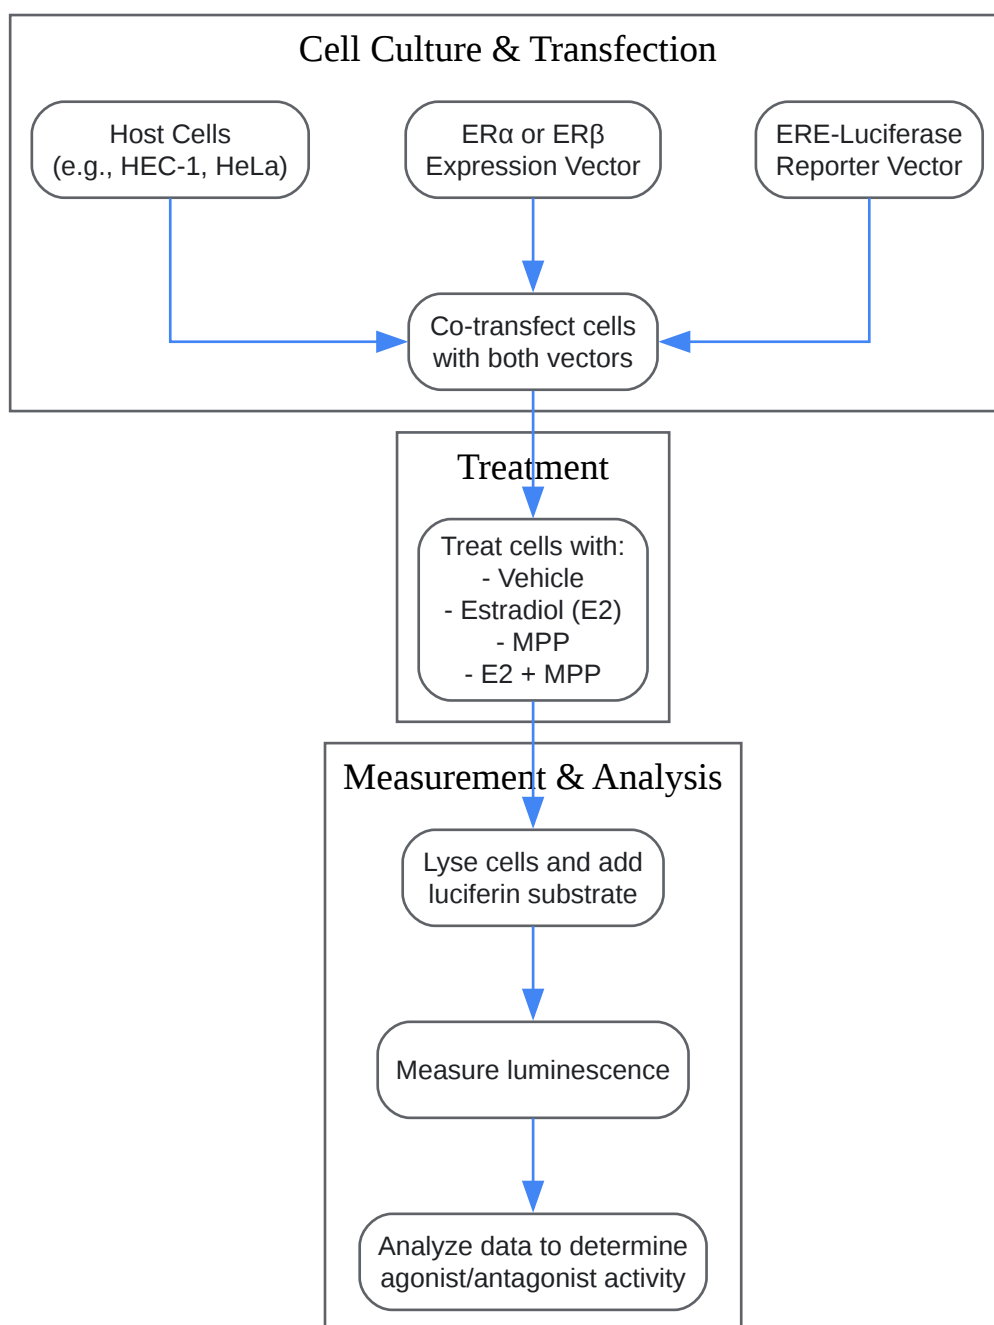 Cell Culture & Transfection
Host Cells
(e.g., HEC-1, HeLa)
ERα or ERβ
Expression Vector
ERE-Luciferase
Reporter Vector
Co-transfect cells
with both vectors
Treatment
Treat cells with:
- Vehicle
- Estradiol (E2)
- MPP
- E2 + MPP
Measurement & Analysis
Lyse cells and add
luciferin substrate
Measure luminescence
Analyze data to determine
agonist/antagonist activity